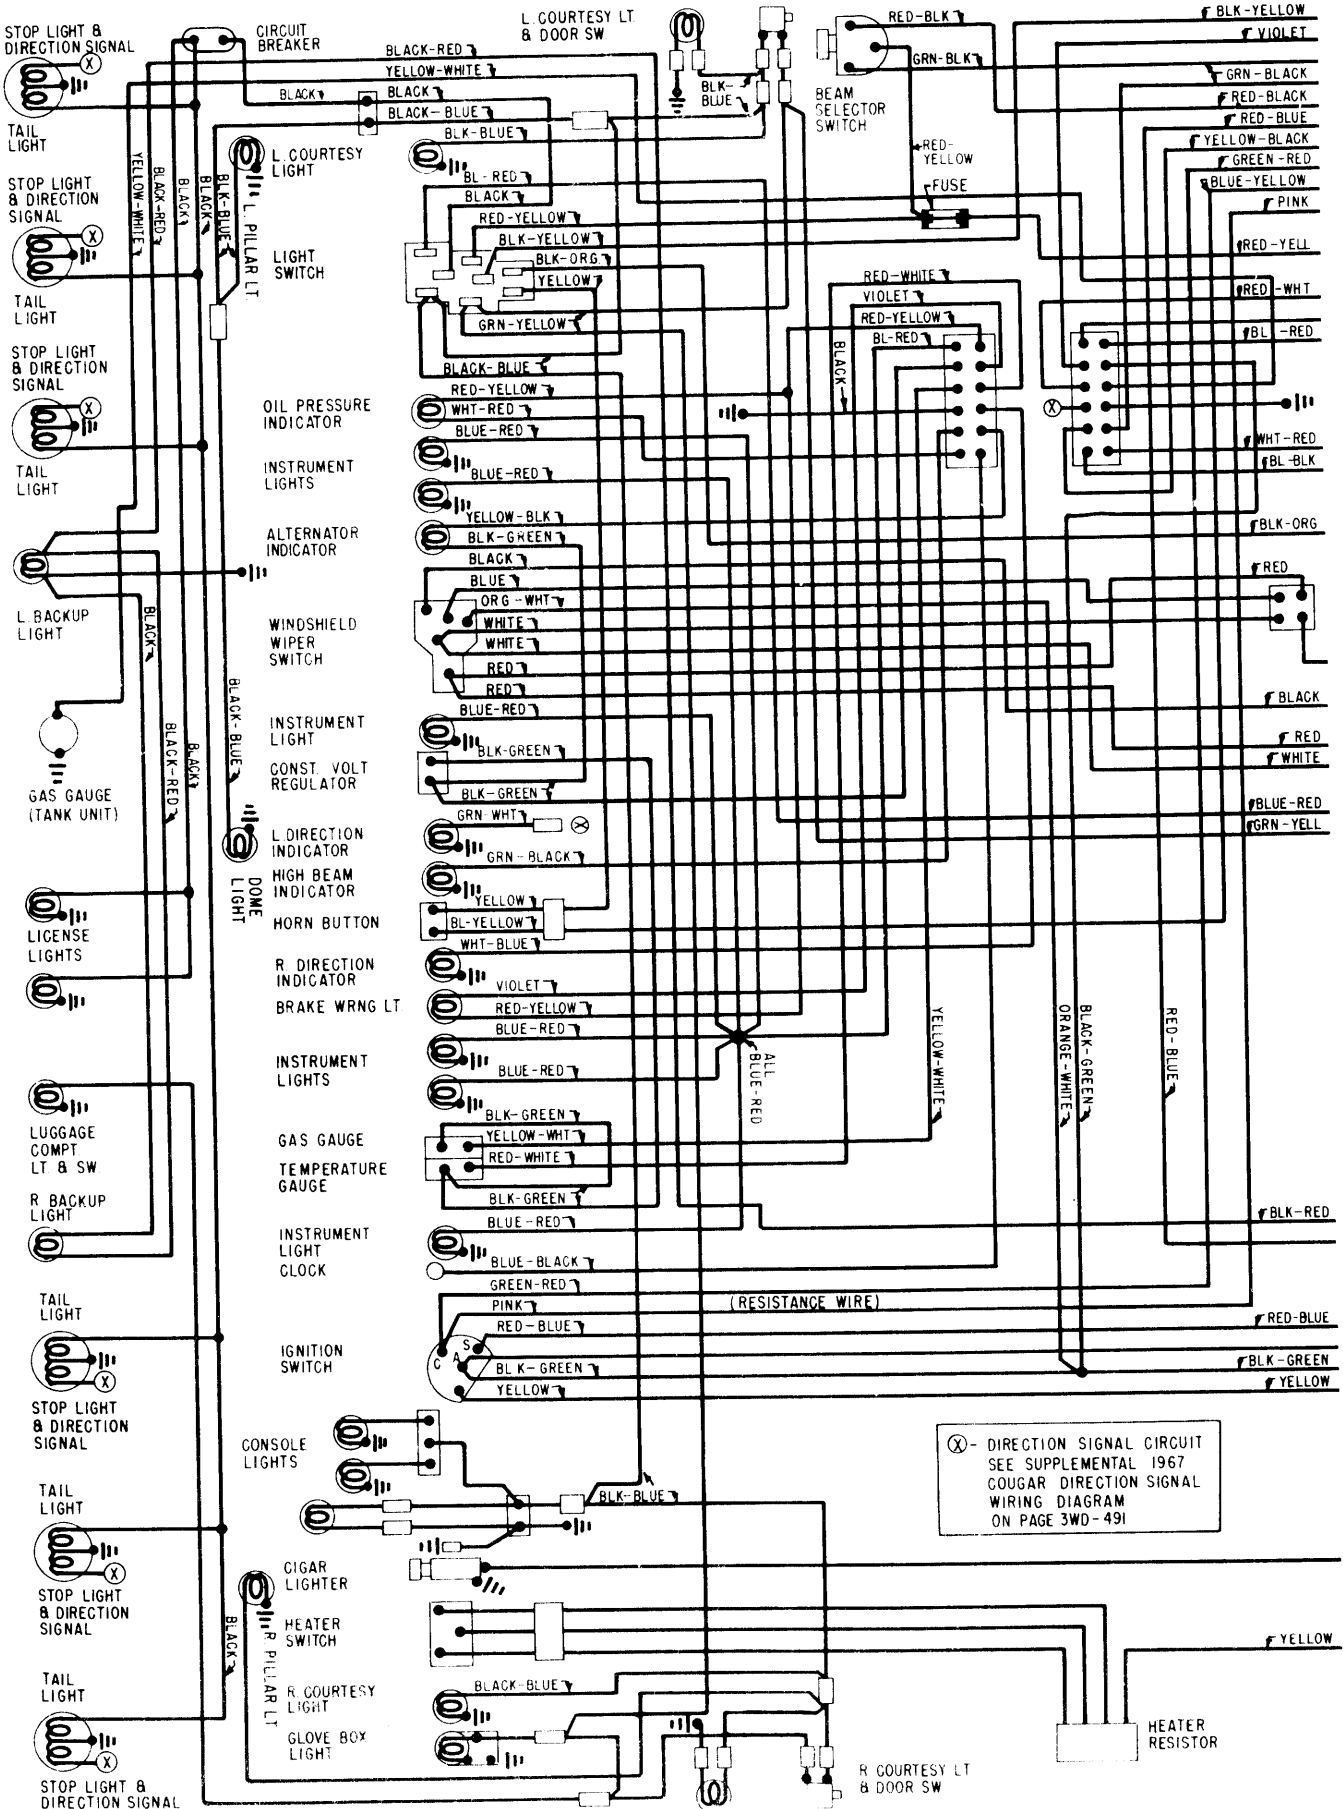 STOP LIGHT &
DIRECTION SIGNAL
X
TAIL
LIGHT
STOP LIGHT
& DIRECTION
SIGNAL
X
TAIL
LIGHT
STOP LIGHT
& DIRECTION
SIGNAL
X
TAIL
LIGHT
L. BACKUP
LIGHT
GAS GAUGE
(TANK UNIT)
LICENSE
LIGHTS
LUGGAGE
COMPT.
LT. & SW.
R. BACKUP
LIGHT
TAIL
LIGHT
X
STOP LIGHT
& DIRECTION
SIGNAL
TAIL
LIGHT
X
STOP LIGHT
& DIRECTION
SIGNAL
TAIL
LIGHT
X
STOP LIGHT &
DIRECTION SIGNAL
YELLOW-WHITE
BLACK-RED
BLACK
BLACK
BLK-BLUE
L. PILLAR LT.
BLACK
BLACK-RED
BLACK
BLACK-BLUE
DOME
LIGHT
BLACK
R. PILLAR LT
CIRCUIT
BREAKER
L. COURTESY
LIGHT
LIGHT
SWITCH
OIL PRESSURE
INDICATOR
INSTRUMENT
LIGHTS
ALTERNATOR
INDICATOR
WINDSHIELD
WIPER
SWITCH
INSTRUMENT
LIGHT
CONST. VOLT
REGULATOR
L. DIRECTION
INDICATOR
HIGH BEAM
INDICATOR
HORN BUTTON
R. DIRECTION
INDICATOR
BRAKE WRNG LT.
INSTRUMENT
LIGHTS
GAS GAUGE
TEMPERATURE
GAUGE
INSTRUMENT
LIGHT
CLOCK
IGNITION
SWITCH
CONSOLE
LIGHTS
CIGAR
LIGHTER
HEATER
SWITCH
R. COURTESY
LIGHT
GLOVE BOX
LIGHT
BLACK-RED
YELLOW-WHITE
BLACK
BLACK
BLACK-BLUE
BLK-BLUE
BL-RED
BLACK
RED-YELLOW
BLK-YELLOW
BLK-ORG
YELLOW
GRN-YELLOW
BLACK-BLUE
RED-YELLOW
WHT-RED
BLUE-RED
BLUE-RED
YELLOW-BLK
BLK-GREEN
BLACK
BLUE
ORG-WHT
WHITE
WHITE
RED
RED
BLUE-RED
BLK-GREEN
BLK-GREEN
GRN-WHT
X
GRN-BLACK
YELLOW
BL-YELLOW
WHT-BLUE
VIOLET
RED-YELLOW
BLUE-RED
BLUE-RED
BLK-GREEN
YELLOW-WHT
RED-WHITE
BLK-GREEN
BLUE-RED
BLUE-BLACK
GREEN-RED
PINK
(RESISTANCE WIRE)
RED-BLUE
C A S
BLK-GREEN
YELLOW
BLK-BLUE
BLACK-BLUE
L. COURTESY LT.
& DOOR SW
BLK-
BLUE
BEAM
SELECTOR
SWITCH
RED-BLK
GRN-BLK
RED-
YELLOW
FUSE
RED-WHITE
VIOLET
RED-YELLOW
BL-RED
BLACK
X
ALL
BLUE-RED
YELLOW-WHITE
ORANGE-WHITE
BLACK-GREEN
RED-BLUE
BLK-YELLOW
VIOLET
GRN-BLACK
RED-BLACK
RED-BLUE
YELLOW-BLACK
GREEN-RED
BLUE-YELLOW
PINK
RED-YELL
RED-WHT
BL-RED
WHT-RED
BL-BLK
BLK-ORG
RED
BLACK
RED
WHITE
BLUE-RED
GRN-YELL
BLK-RED
RED-BLUE
BLK-GREEN
YELLOW
X - DIRECTION SIGNAL CIRCUIT
SEE SUPPLEMENTAL 1967
COUGAR DIRECTION SIGNAL
WIRING DIAGRAM
ON PAGE 3WD-491
YELLOW
HEATER
RESISTOR
R COURTESY LT
& DOOR SW